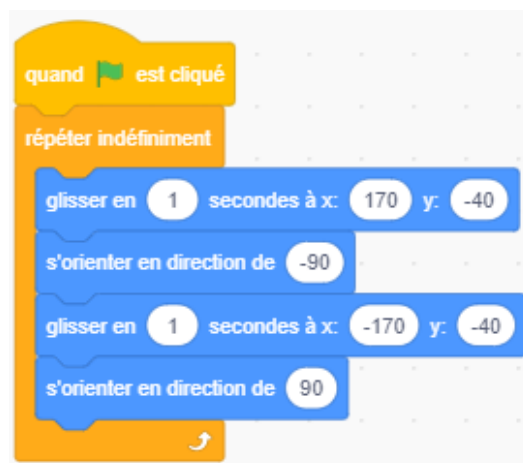 quand est cliqué
répéter indéfiniment
glisser en 1 secondes à x: 170 y: -40
s'orienter en direction de -90
glisser en 1 secondes à x: -170 y: -40
s'orienter en direction de 90